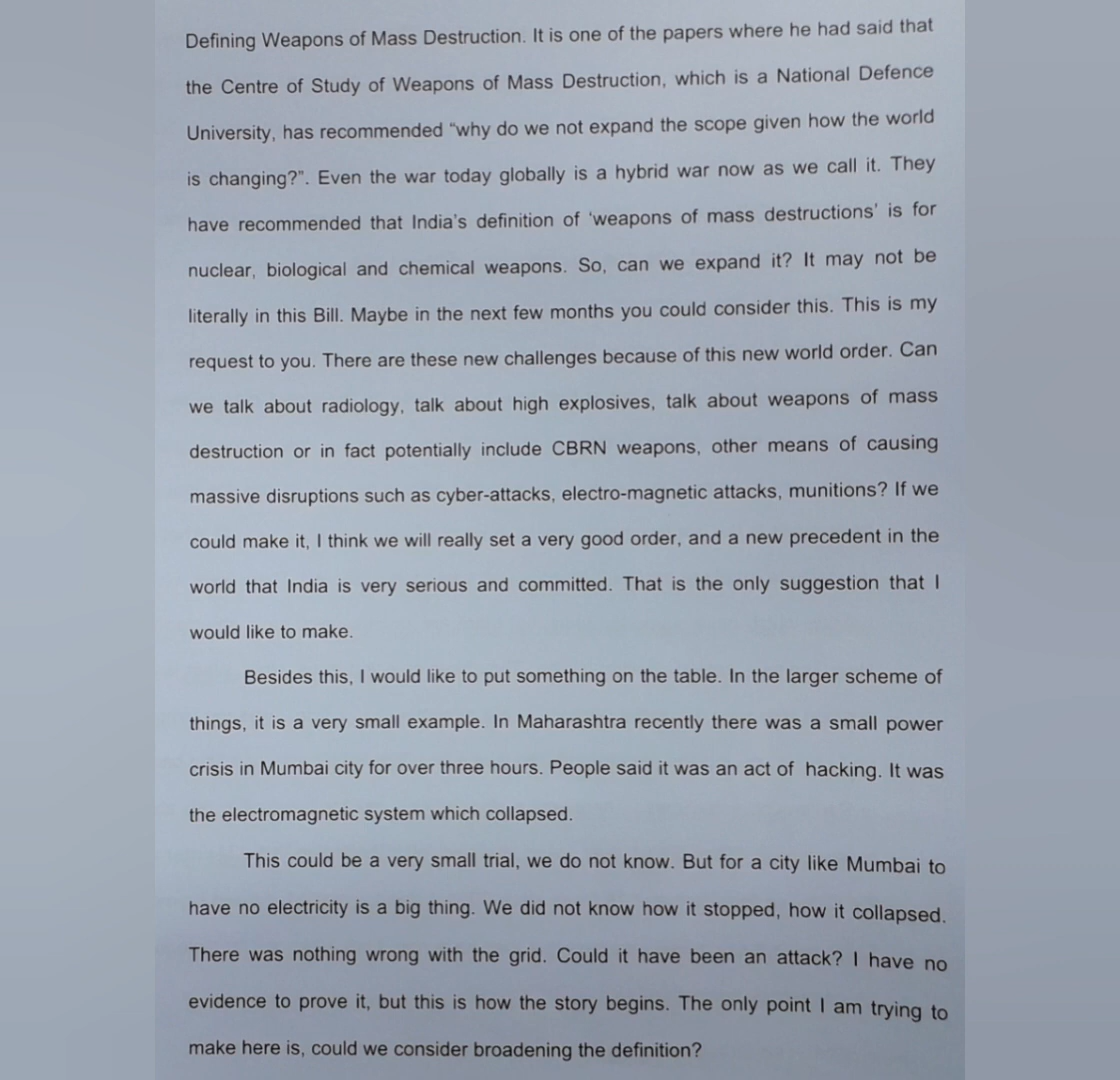 Defining Weapons of Mass Destruction. It is one of the papers where he had said that
the Centre of Study of Weapons of Mass Destruction, which is a National Defence
University, has recommended “why do we not expand the scope given how the world
is changing?”. Even the war today globally is a hybrid war now as we call it. They
have recommended that India’s definition of ‘weapons of mass destructions’ is for
nuclear, biological and chemical weapons. So, can we expand it? It may not be
literally in this Bill. Maybe in the next few months you could consider this. This is my
request to you. There are these new challenges because of this new world order. Can
we talk about radiology, talk about high explosives, talk about weapons of mass
destruction or in fact potentially include CBRN weapons, other means of causing
massive disruptions such as cyber-attacks, electro-magnetic attacks, munitions? If we
could make it, I think we will really set a very good order, and a new precedent in the
world that India is very serious and committed. That is the only suggestion that I
would like to make.
Besides this, I would like to put something on the table. In the larger scheme of
things, it is a very small example. In Maharashtra recently there was a small power
crisis in Mumbai city for over three hours. People said it was an act of hacking. It was
the electromagnetic system which collapsed.
This could be a very small trial, we do not know. But for a city like Mumbai to
have no electricity is a big thing. We did not know how it stopped, how it collapsed.
There was nothing wrong with the grid. Could it have been an attack? I have no
evidence to prove it, but this is how the story begins. The only point I am trying to
make here is, could we consider broadening the definition?